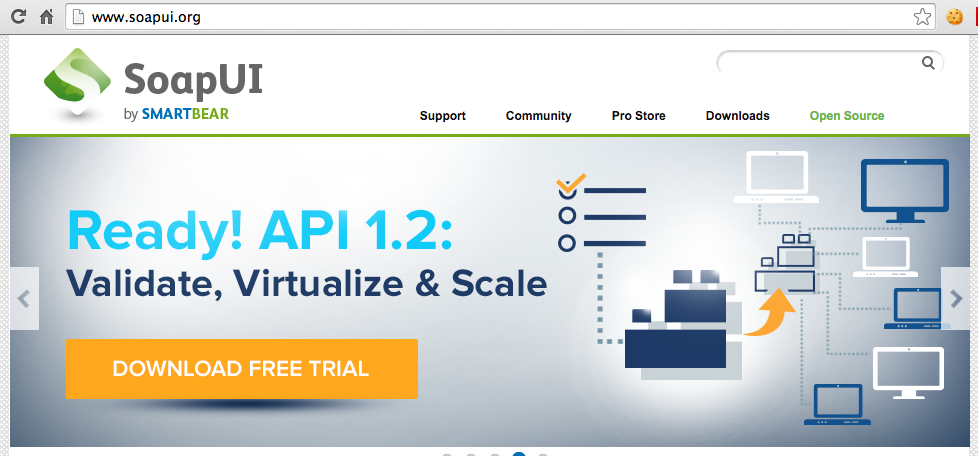 www.soapui.org
SoapUI
by SMARTBEAR
Support Community Pro Store Downloads Open Source
Ready! API 1.2:
Validate, Virtualize & Scale
DOWNLOAD FREE TRIAL